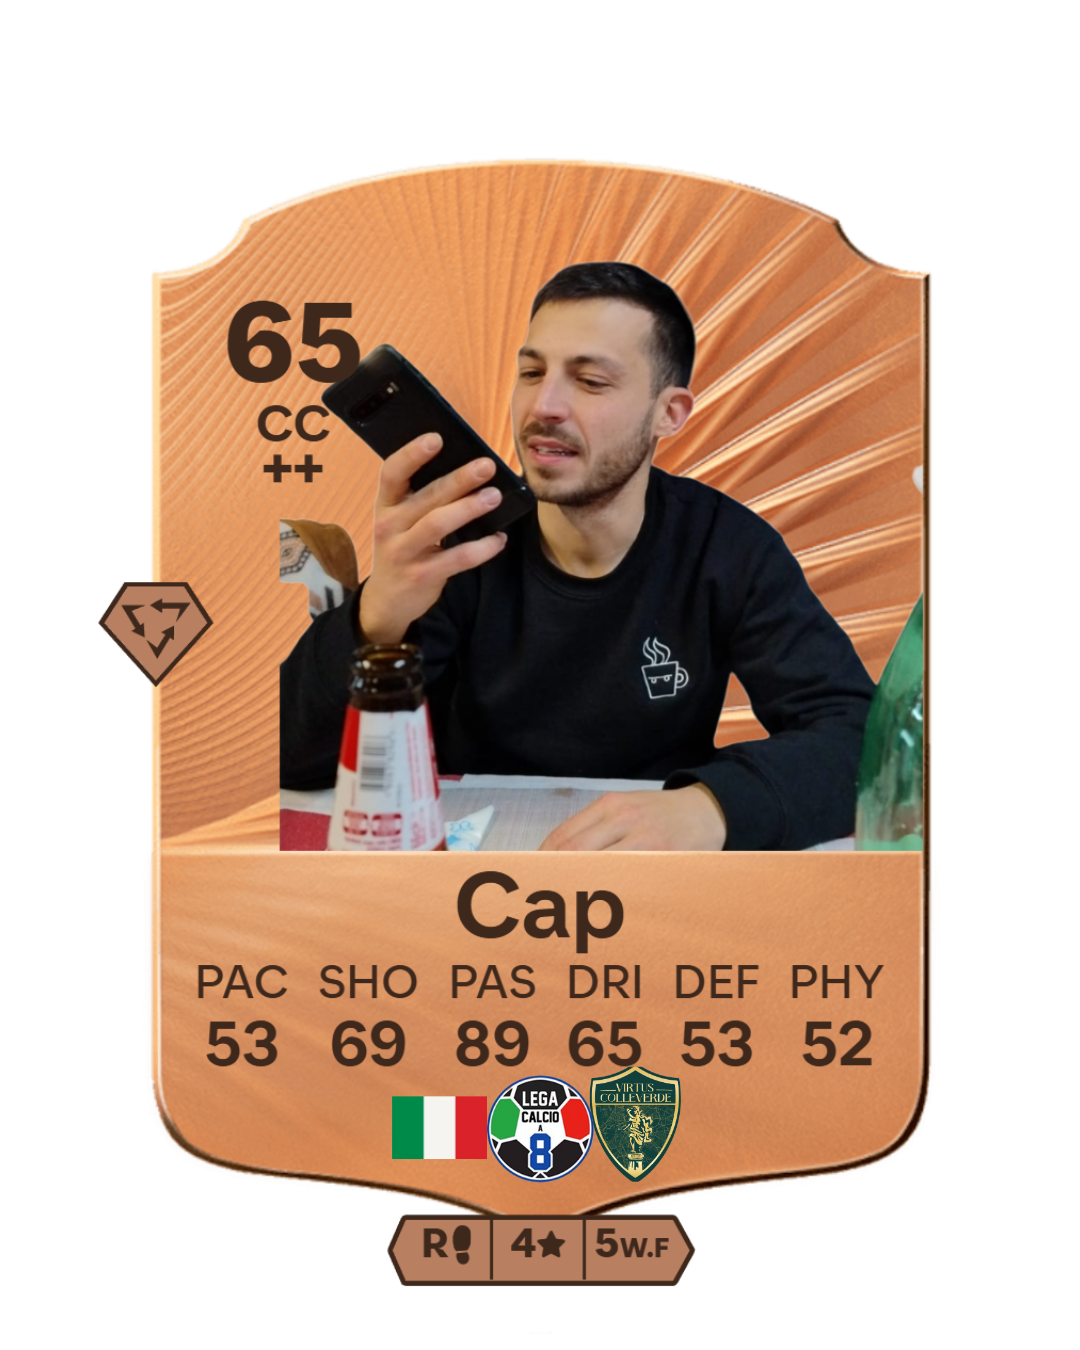 65
CC
++
Cap
PAC SHO PAS DRI DEF PHY
53 69 89 65 53 52
LEGA
CALCIO
A
8
VIRTUS
COLLEVERDE
R 4★ 5W.F